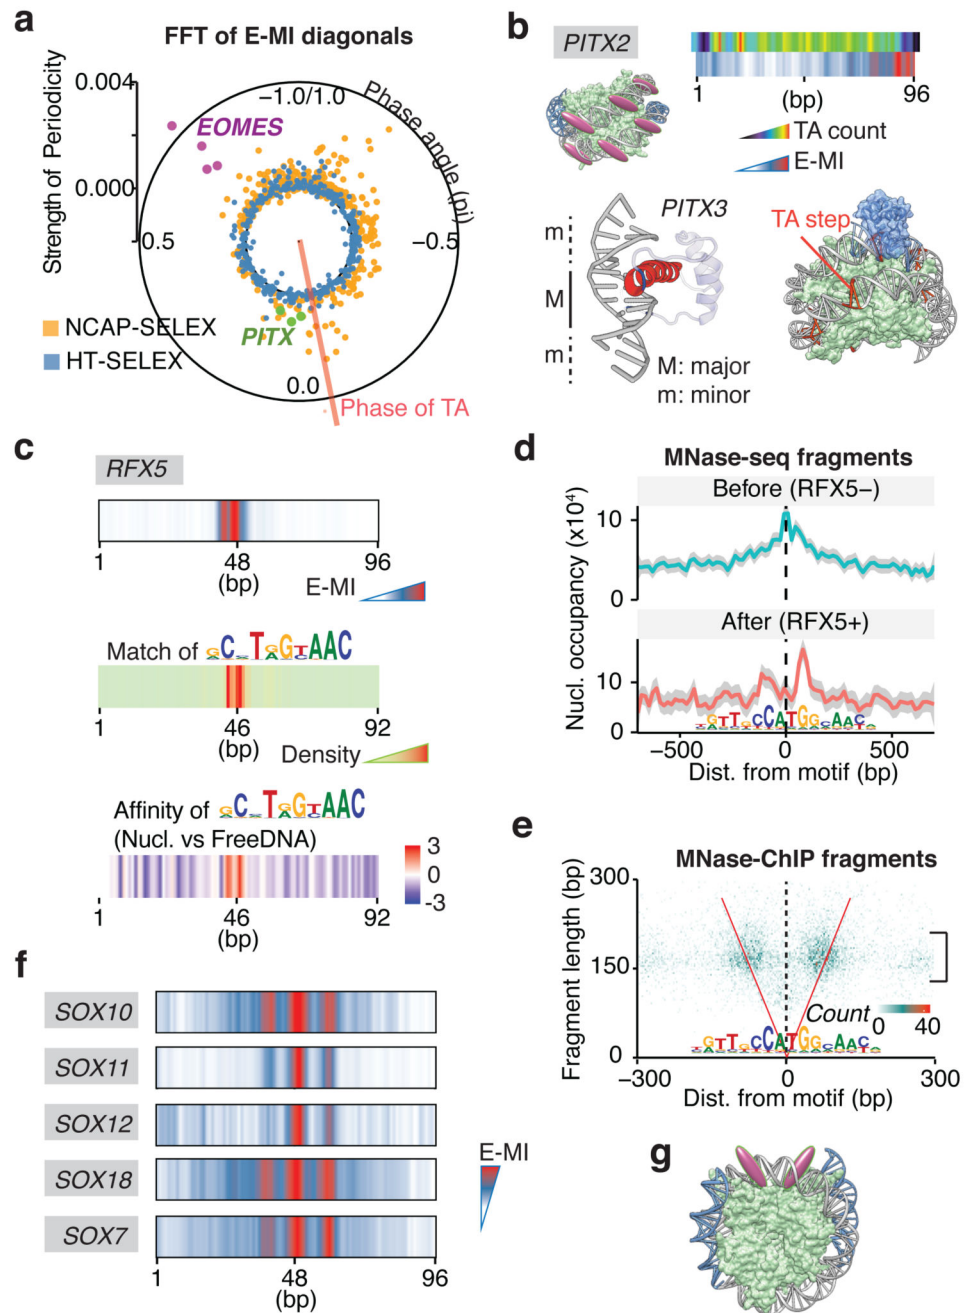 a
FFT of E-MI diagonals
Strength of Periodicity
0.004
0.000
−1.0/1.0
Phase angle (pi)
EOMES
0.5
−0.5
PITX
NCAP-SELEX
HT-SELEX
0.0
Phase of TA
b
PITX2
1
96
(bp)
TA count
E-MI
PITX3
m
M
m
M: major
m: minor
TA step
c
RFX5
1
48
96
(bp)
E-MI
Match of GCNTGGTAAC
1
46
92
(bp)
Density
Affinity of GCNTGGTAAC
(Nucl. vs FreeDNA)
3
0
-3
1
46
92
(bp)
d
MNase-seq fragments
Before (RFX5−)
Nucl. occupancy (x10⁴)
10
0
After (RFX5+)
10
0
GTTGCCATGGCAAC
−500
0
500
Dist. from motif (bp)
e
MNase-ChIP fragments
Fragment length (bp)
300
150
0
Count
0
40
GTTGCCATGGCAAC
−300
0
300
Dist. from motif (bp)
f
SOX10
SOX11
SOX12
SOX18
SOX7
1
48
96
(bp)
E-MI
g